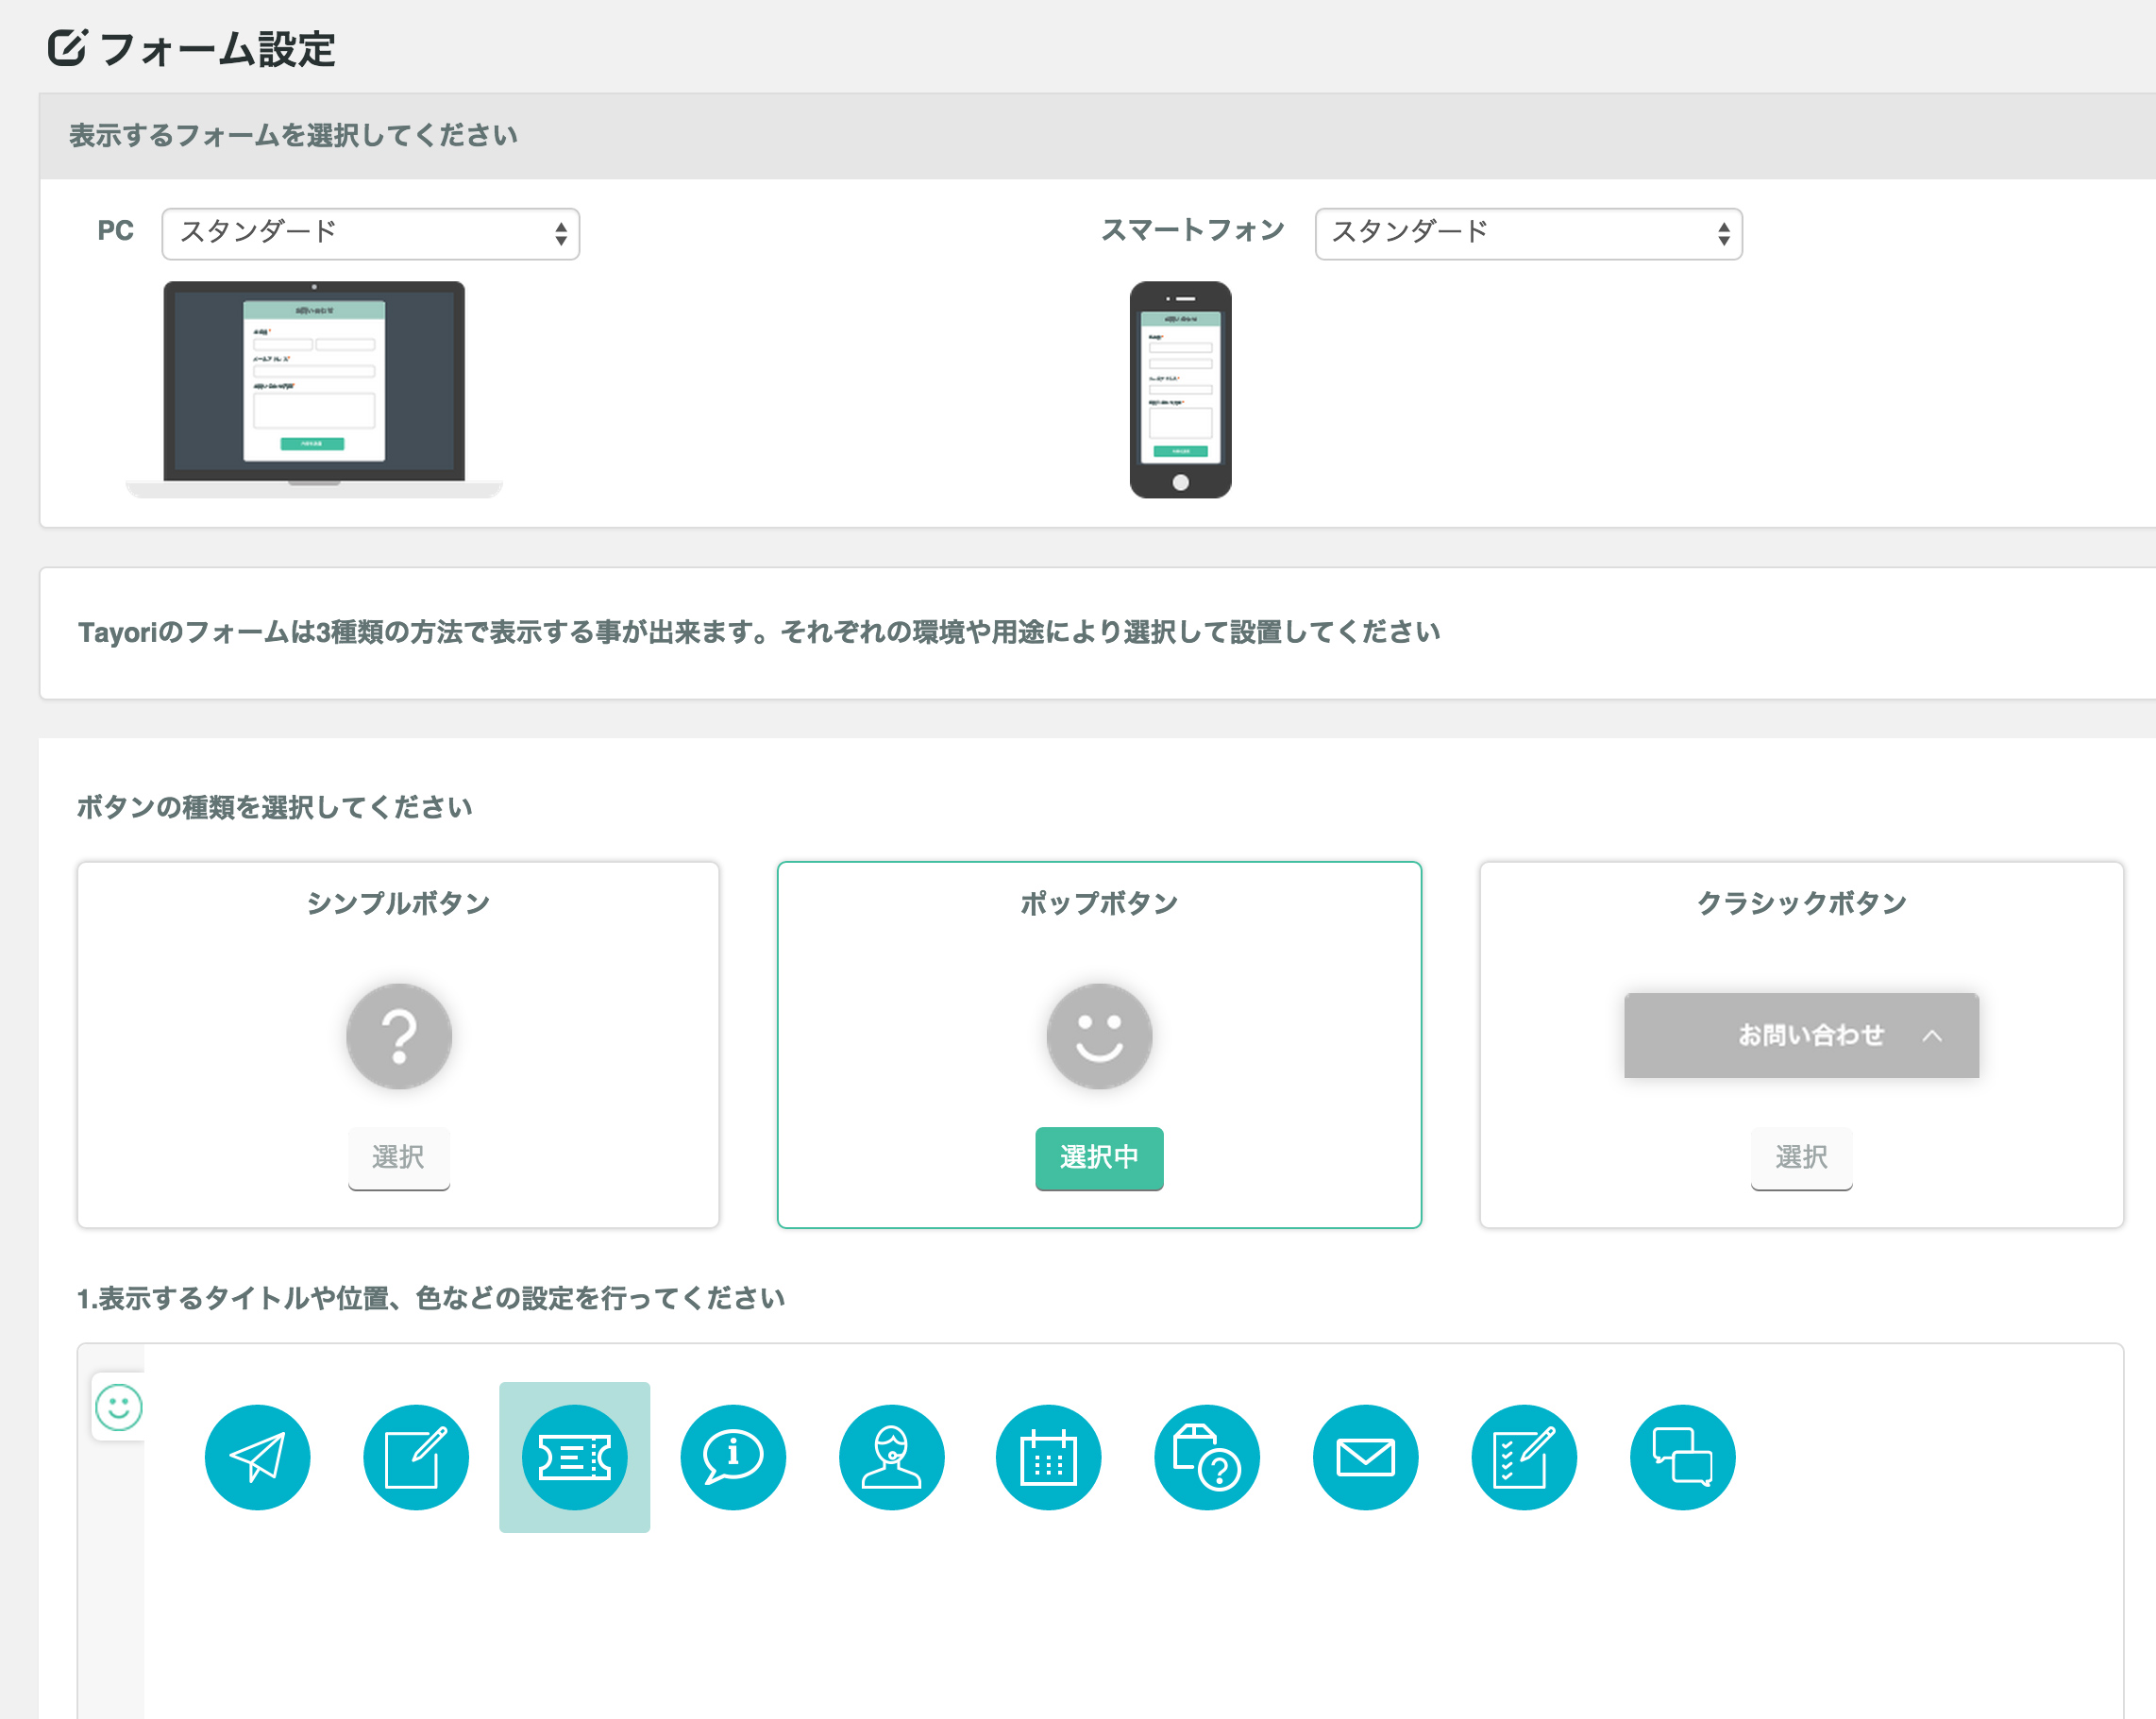 フォーム設定
表示するフォームを選択してください
PC スタンダード スマートフォン スタンダード
Tayoriのフォームは3種類の方法で表示する事が出来ます。それぞれの環境や用途により選択して設置してください
ボタンの種類を選択してください
シンプルボタン ポップボタン クラシックボタン
お問い合わせ
選択 選択中 選択
1.表示するタイトルや位置、色などの設定を行ってください